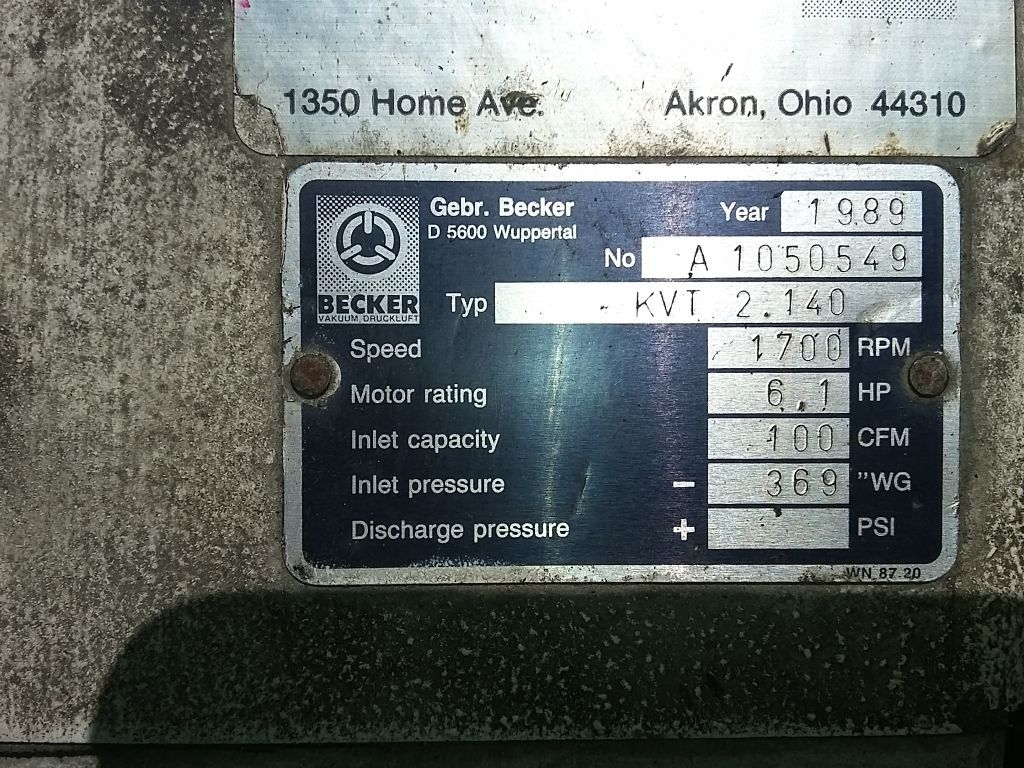 1350 Home Ave. Akron, Ohio 44310
Gebr. Becker
D 5600 Wuppertal
BECKER
VAKUUM, DRUCKLUFT
Year 1989
No A 1050549
Typ KVT 2.140
Speed 1700 RPM
Motor rating 6,1 HP
Inlet capacity 100 CFM
Inlet pressure − 369 "WG
Discharge pressure + PSI
WN 87 20